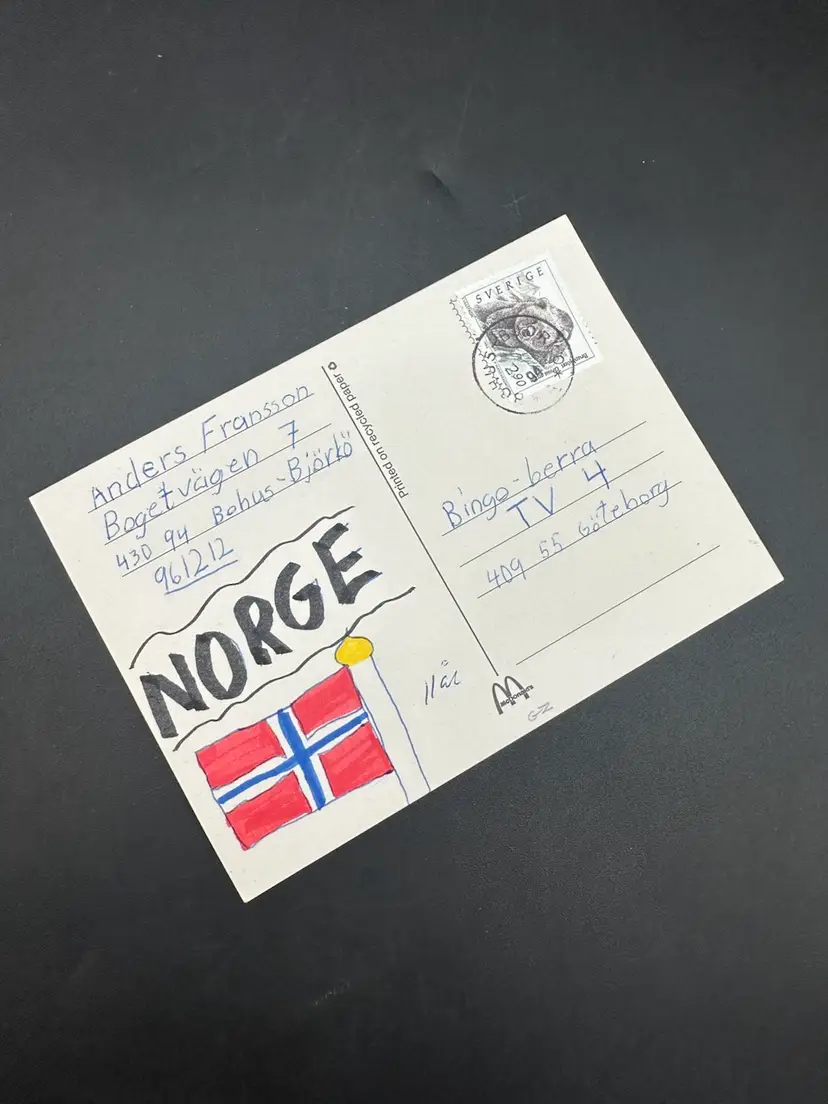 Anders Fransson
Bogetvägen 7
430 94 Bohus-Björkö
961212
NORGE
11 år
Printed on recycled paper
SVERIGE
Bingo-berra
TV 4
409 55 Göteborg
McDonald's
G-Z